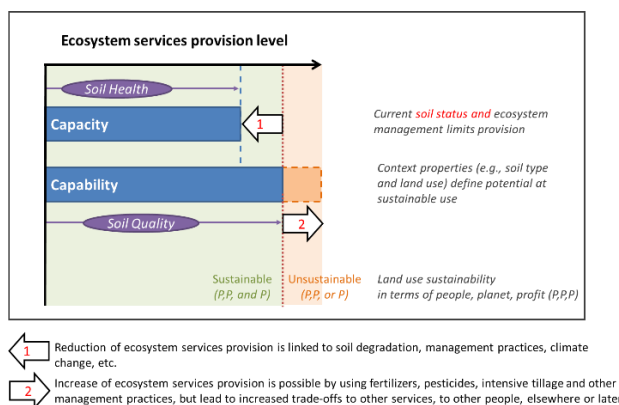 Ecosystem services provision level
Soil Health
Capacity
1
Current soil status and ecosystem
management limits provision
Capability
Context properties (e.g., soil type
and land use) define potential at
sustainable use
Soil Quality
2
Sustainable
(P,P, and P)
Unsustainable
(P,P, or P)
Land use sustainability
in terms of people, planet, profit (P,P,P)
1
Reduction of ecosystem services provision is linked to soil degradation, management practices, climate
change, etc.
2
Increase of ecosystem services provision is possible by using fertilizers, pesticides, intensive tillage and other
management practices, but lead to increased trade-offs to other services, to other people, elsewhere or later